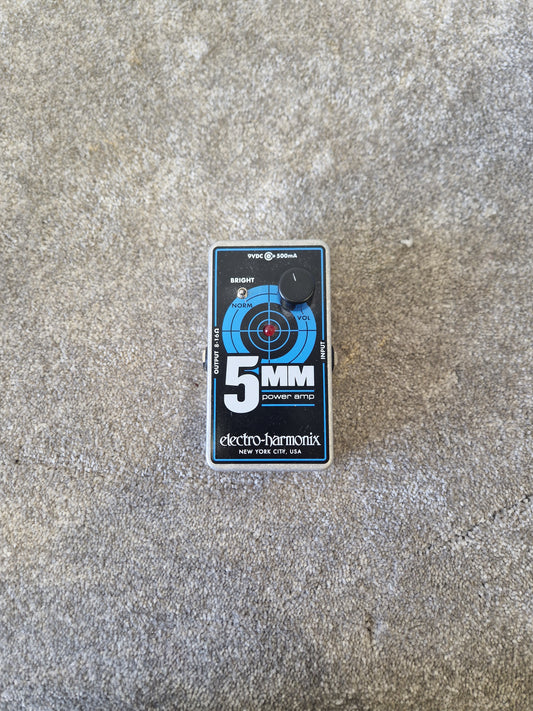 9VDC 500mA
BRIGHT
NORM
VOL
OUTPUT 8-16Ω
INPUT
5MM
power amp
electro-harmonix
NEW YORK CITY, USA